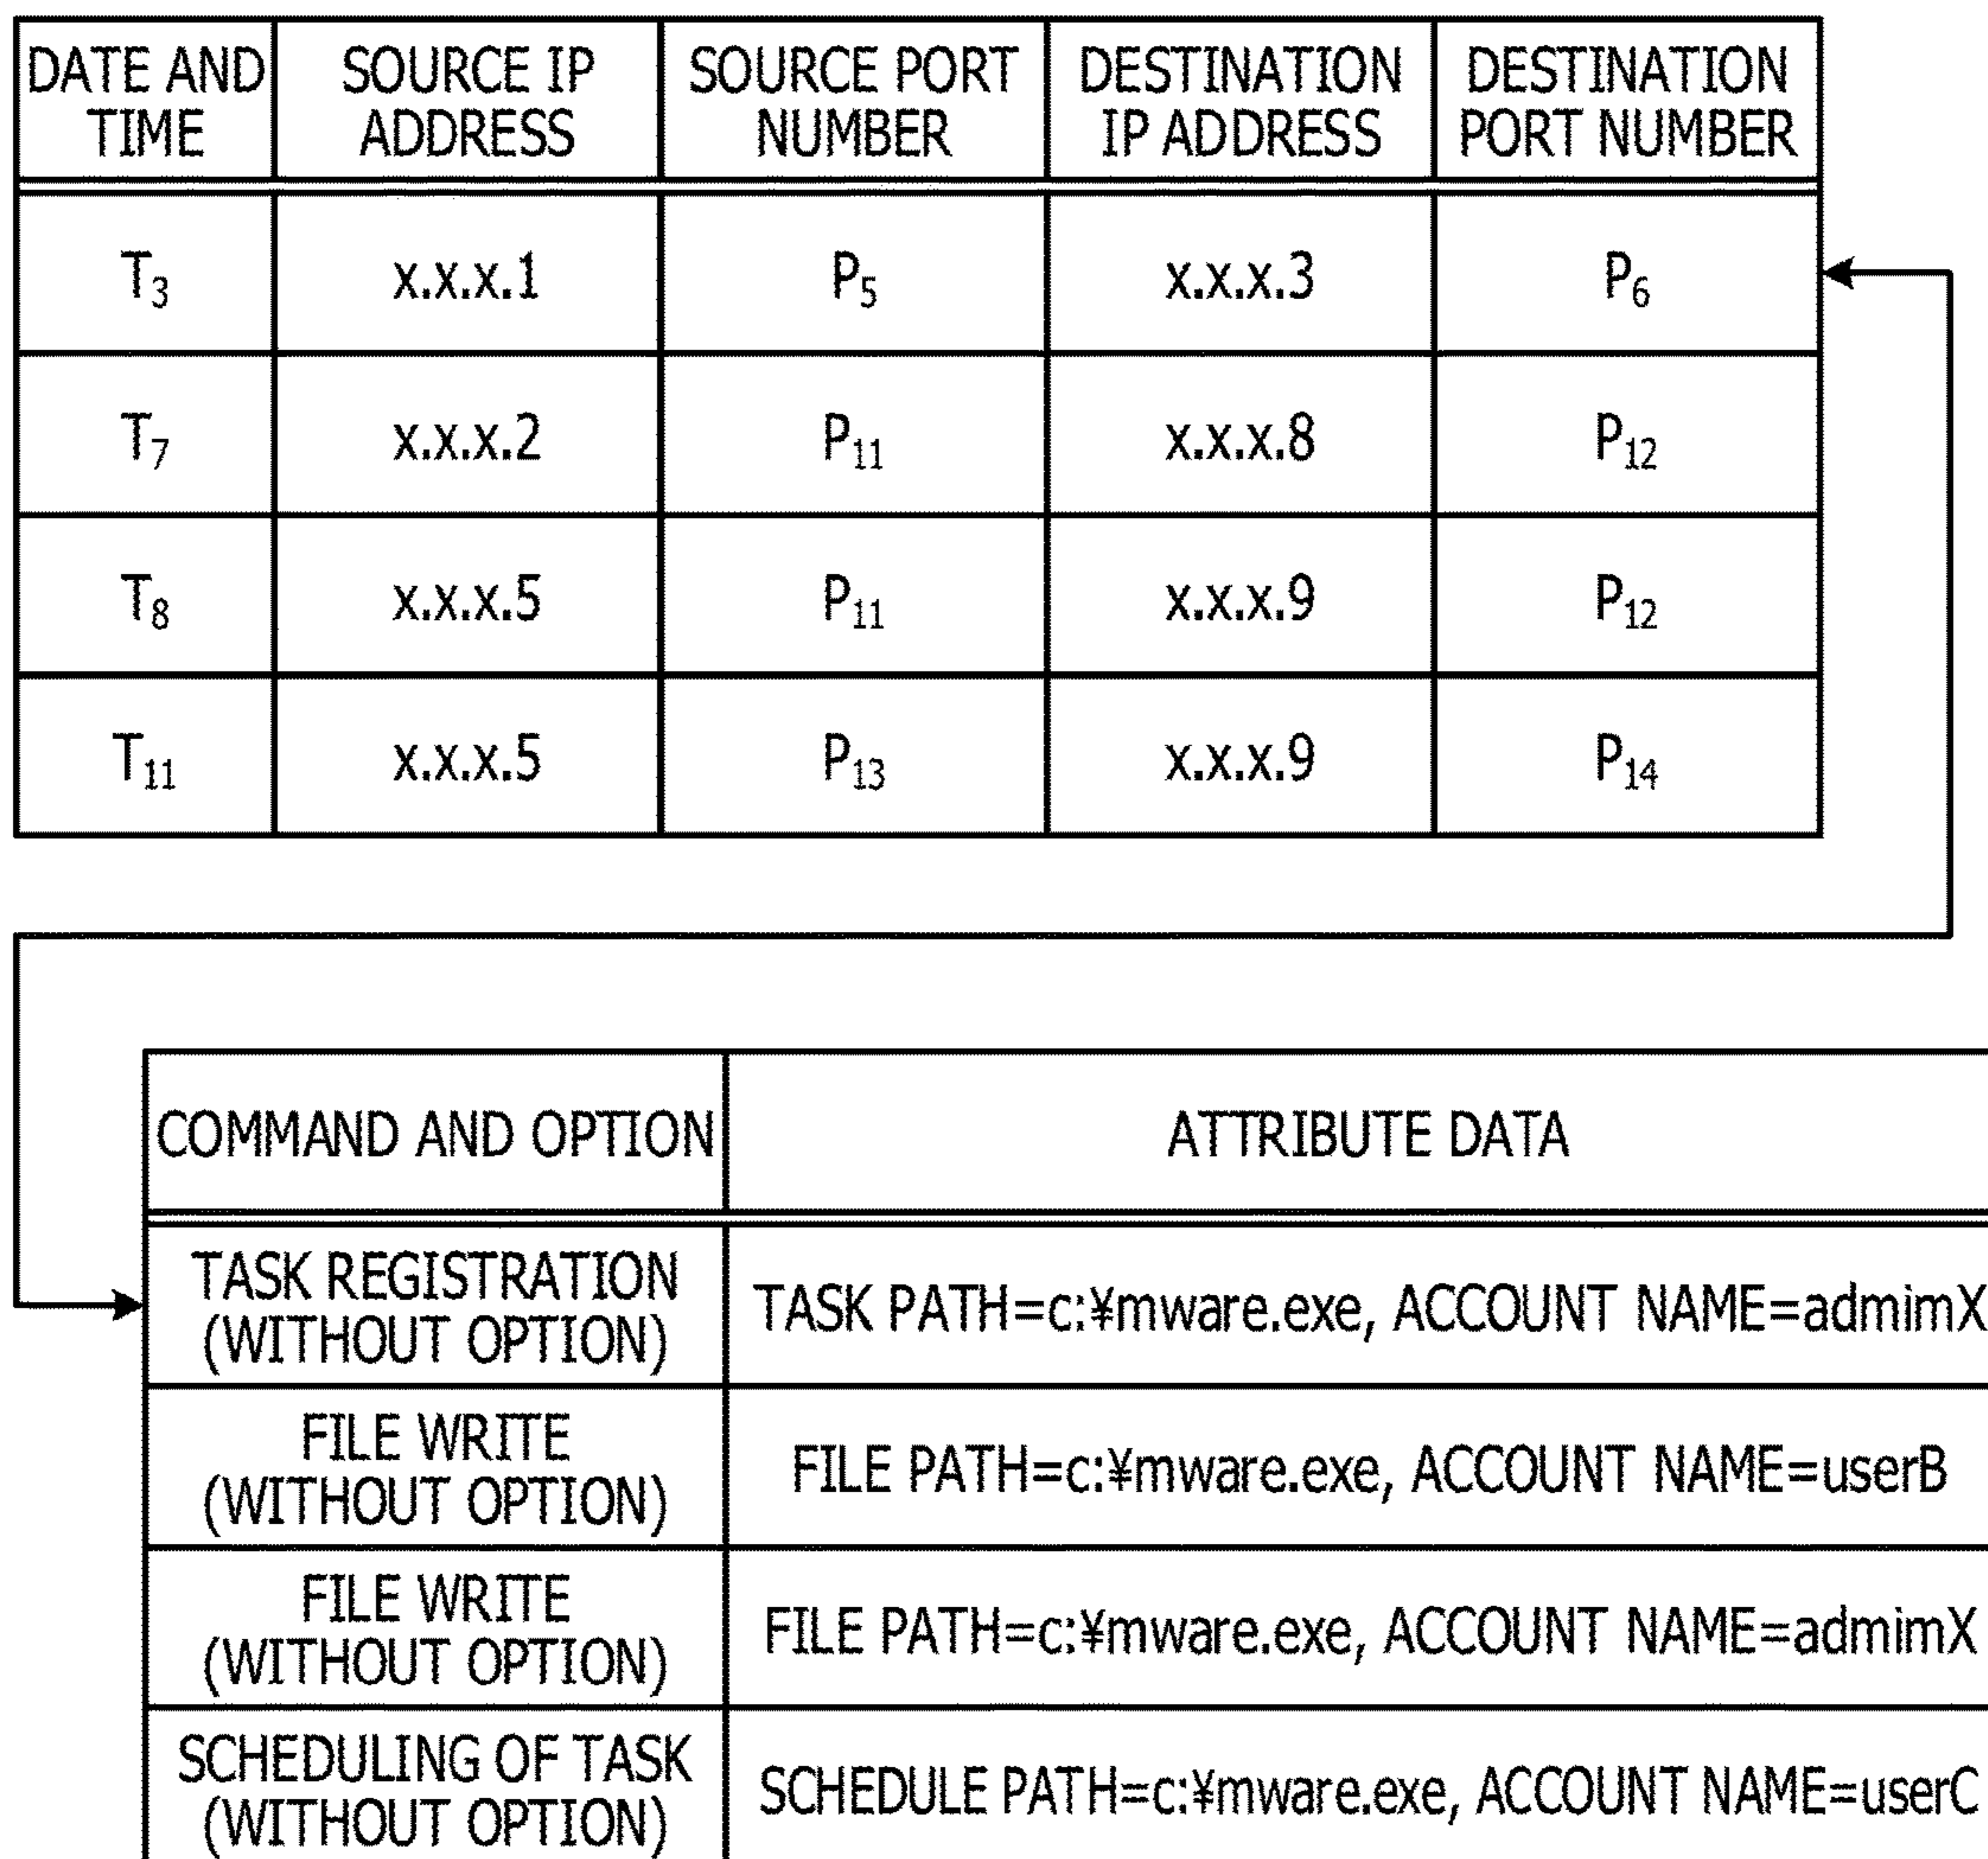 DATE AND TIME
SOURCE IP ADDRESS
SOURCE PORT NUMBER
DESTINATION IP ADDRESS
DESTINATION PORT NUMBER
T3 x.x.x.1 P5 x.x.x.3 P6
T7 x.x.x.2 P11 x.x.x.8 P12
T8 x.x.x.5 P11 x.x.x.9 P12
T11 x.x.x.5 P13 x.x.x.9 P14
COMMAND AND OPTION
ATTRIBUTE DATA
TASK REGISTRATION
(WITHOUT OPTION)
TASK PATH=c:¥mware.exe, ACCOUNT NAME=admimX
FILE WRITE
(WITHOUT OPTION)
FILE PATH=c:¥mware.exe, ACCOUNT NAME=userB
FILE WRITE
(WITHOUT OPTION)
FILE PATH=c:¥mware.exe, ACCOUNT NAME=admimX
SCHEDULING OF TASK
(WITHOUT OPTION)
SCHEDULE PATH=c:¥mware.exe, ACCOUNT NAME=userC